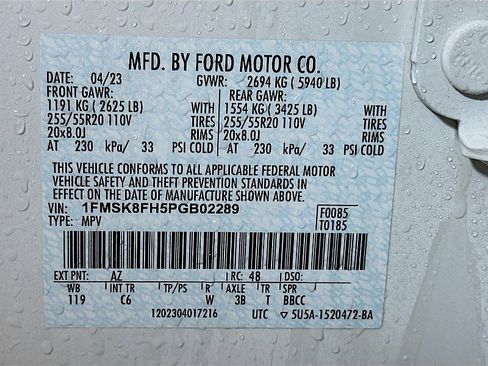 MFD. BY FORD MOTOR CO.
DATE: 04/23 GVWR: 2694 KG ( 5940 LB)
FRONT GAWR: REAR GAWR:
1191 KG ( 2625 LB) WITH 1554 KG ( 3425 LB) WITH
255/55R20 110V TIRES 255/55R20 110V TIRES
20x8.0J RIMS 20x8.0J RIMS
AT 230 kPa/ 33 PSI COLD AT 230 kPa/ 33 PSI COLD
THIS VEHICLE CONFORMS TO ALL APPLICABLE FEDERAL MOTOR
VEHICLE SAFETY AND THEFT PREVENTION STANDARDS IN
EFFECT ON THE DATE OF MANUFACTURE SHOWN ABOVE.
VIN: 1FMSK8FH5PGB02289 F0085
TYPE: MPV T0185
EXT PNT: AZ RC: 48 DSO:
WB INT TR TP/PS R AXLE TR SPR
119 C6 W 3B T BBCC
1202304017216 UTC ▽ 5U5A-1520472-BA